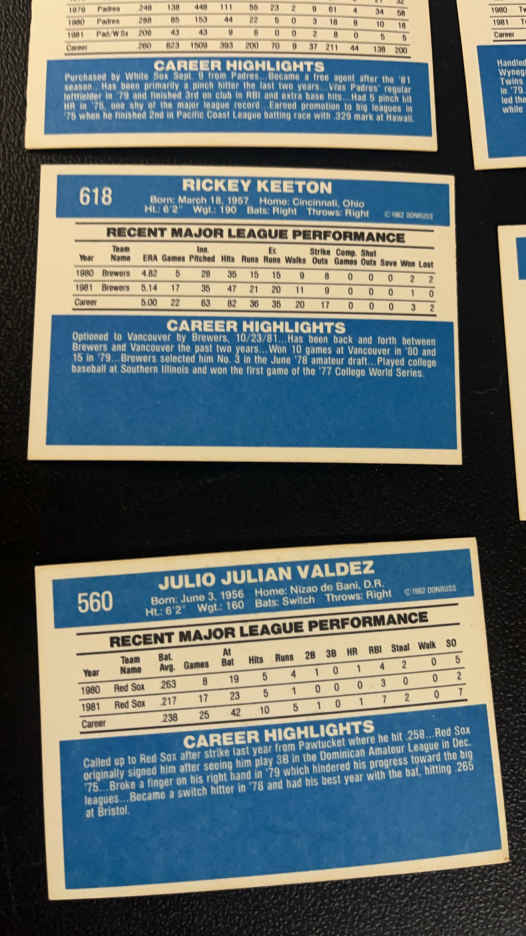 1979 Padres .248 138 448 111 55 23 2 9 61 4 34 58
1980 Padres .288 85 153 44 22 5 0 3 18 8 10 18
1981 Pad/W Sx .209 43 43 9 6 0 0 2 8 0 5 5
Career .260 623 1509 393 200 70 9 37 211 44 138 200
CAREER HIGHLIGHTS
Purchased by White Sox Sept. 9 from Padres...Became a free agent after the '81
season...Has been primarily a pinch hitter the last two years...Was Padres' regular
leftfielder in '79 and finished 3rd on club in RBI and extra base hits...Had 5 pinch hit
HR in '75, one shy of the major league record...Earned promotion to big leagues in
'75 when he finished 2nd in Pacific Coast League batting race with .329 mark at Hawaii.
1980
1981
Career
Handled
Twins
in '79
led the
while
618
RICKEY KEETON
Born: March 18, 1957 Home: Cincinnati, Ohio
Ht.: 6'2" Wgt.: 190 Bats: Right Throws: Right
© 1982 DONRUSS
RECENT MAJOR LEAGUE PERFORMANCE
Year Team Name ERA Games Inn. Pitched Hits Runs Er. Runs Walks Strike Outs Comp. Games Shut Outs Save Won Lost
1980 Brewers 4.82 5 28 35 15 15 9 8 0 0 0 2 2
1981 Brewers 5.14 17 35 47 21 20 11 9 0 0 0 1 0
Career 5.00 22 63 82 36 35 20 17 0 0 0 3 2
CAREER HIGHLIGHTS
Optioned to Vancouver by Brewers, 10/23/81...Has been back and forth between
Brewers and Vancouver the past two years...Won 10 games at Vancouver in '80 and
15 in '79...Brewers selected him No. 3 in the June '78 amateur draft...Played college
baseball at Southern Illinois and won the first game of the '77 College World Series.
560
JULIO JULIAN VALDEZ
Born: June 3, 1956 Home: Nizao de Bani, D.R.
Ht.: 6'2" Wgt.: 160 Bats: Switch Throws: Right
© 1982 DONRUSS
RECENT MAJOR LEAGUE PERFORMANCE
Year Team Name Bat. Avg. Games At Bat Hits Runs 2B 3B HR RBI Steal Walk SO
1980 Red Sox .263 8 19 5 4 1 0 1 4 2 0 5
1981 Red Sox .217 17 23 5 1 0 0 0 3 0 0 2
Career .238 25 42 10 5 1 0 1 7 2 0 7
CAREER HIGHLIGHTS
Called up to Red Sox after strike last year from Pawtucket where he hit .258...Red Sox
originally signed him after seeing him play 3B in the Dominican Amateur League in Dec.
'75...Broke a finger on his right hand in '79 which hindered his progress toward the big
leagues...Became a switch hitter in '78 and had his best year with the bat, hitting .265
at Bristol.